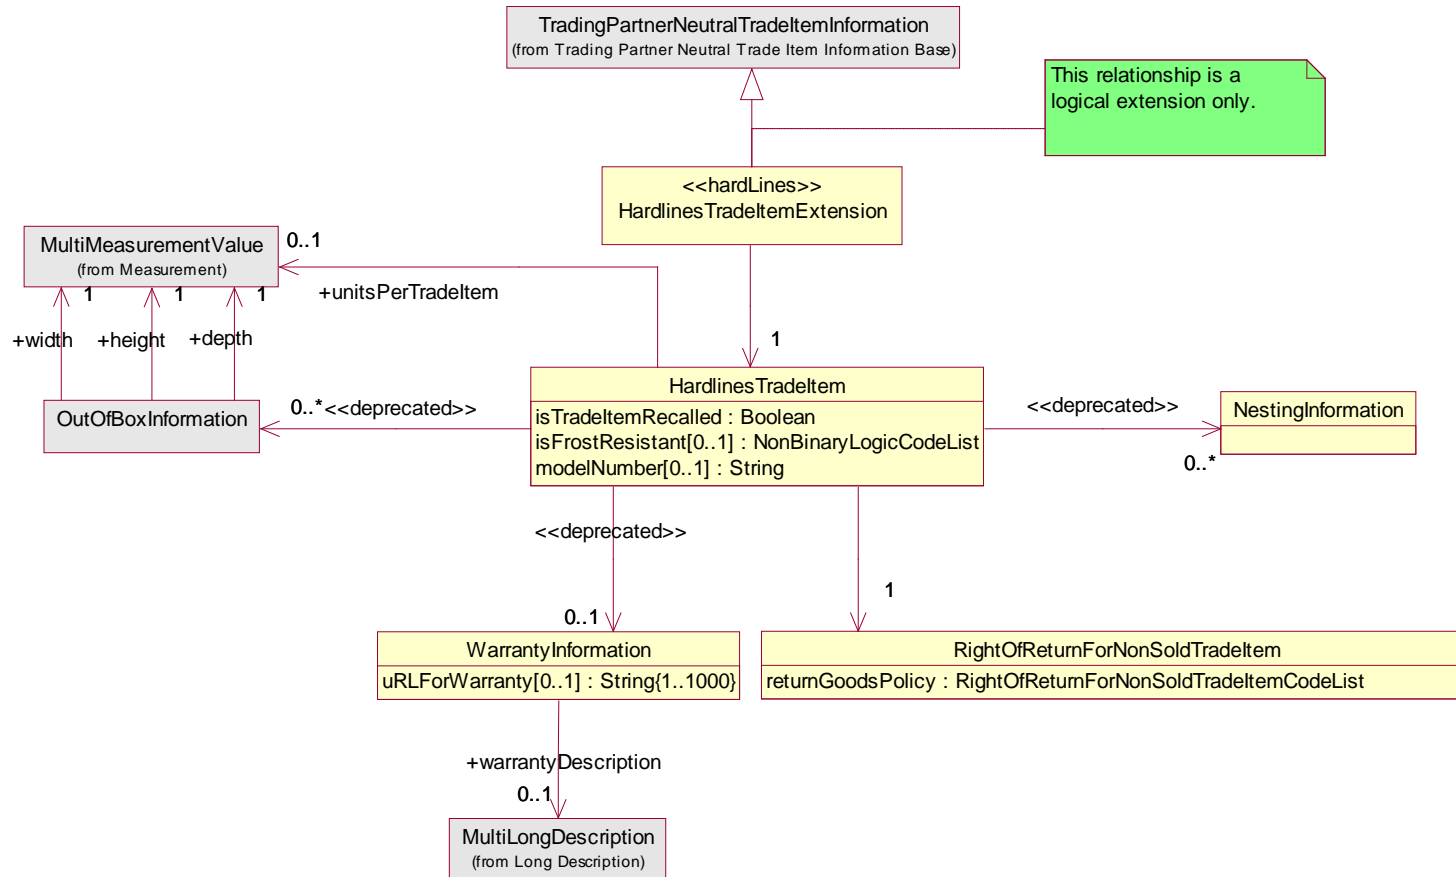 TradingPartnerNeutralTradeItemInformation
(from Trading Partner Neutral Trade Item Information Base)
This relationship is a
logical extension only.
<<hardLines>>
HardlinesTradeItemExtension
MultiMeasurementValue
(from Measurement)
0..1
+unitsPerTradeItem
1
1
1
+width
+height
+depth
1
OutOfBoxInformation
0..*
<<deprecated>>
HardlinesTradeItem
isTradeItemRecalled : Boolean
isFrostResistant[0..1] : NonBinaryLogicCodeList
modelNumber[0..1] : String
<<deprecated>>
0..*
NestingInformation
<<deprecated>>
0..1
1
WarrantyInformation
uRLForWarranty[0..1] : String{1..1000}
RightOfReturnForNonSoldTradeItem
returnGoodsPolicy : RightOfReturnForNonSoldTradeItemCodeList
+warrantyDescription
0..1
MultiLongDescription
(from Long Description)